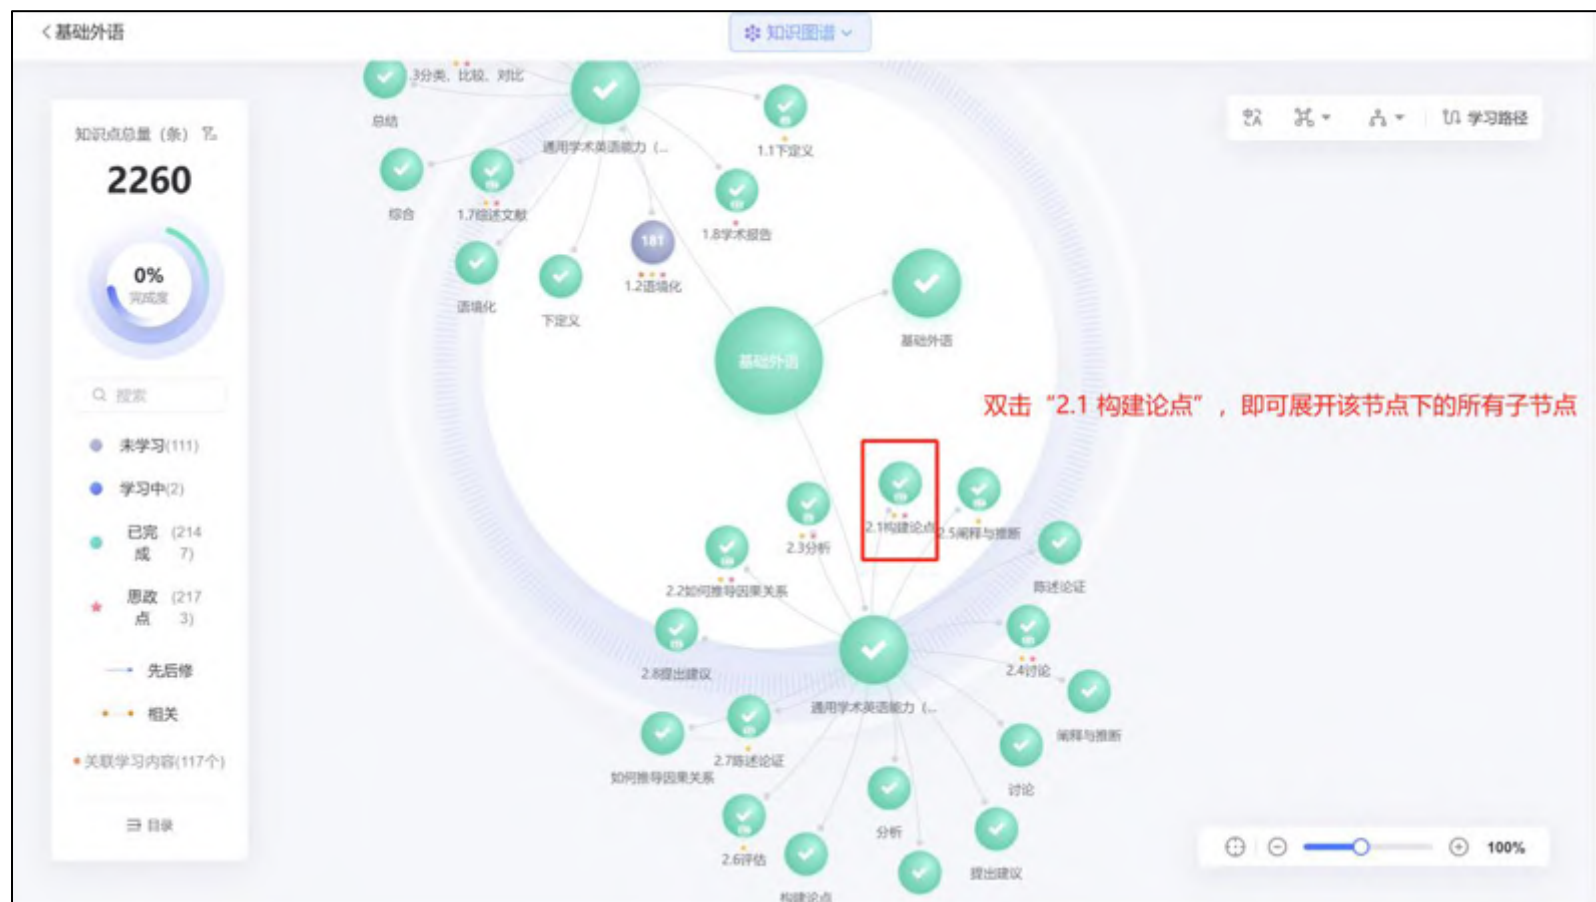 基础外语
知识图谱
知识点总量（条）
2260
0%
完成度
搜索
未学习(111)
学习中(2)
已完 (214
成 7)
思政 (217
点 3)
先后修
相关
关联学习内容(117个)
目录
学习路径
.3分类、比较、对比
总结
通用学术英语能力（...
1.1下定义
综合
1.7综述文献
1.8学术报告
181
1.2语境化
语境化
下定义
基础外语
基础外语
双击“2.1 构建论点”，即可展开该节点下的所有子节点
2.1构建论点
2.5阐释与推断
2.3分析
2.2如何推导因果关系
陈述论证
2.8提出建议
2.4讨论
通用学术英语能力（...
阐释与推断
2.7陈述论证
如何推导因果关系
讨论
分析
2.6评估
提出建议
构建论点
100%